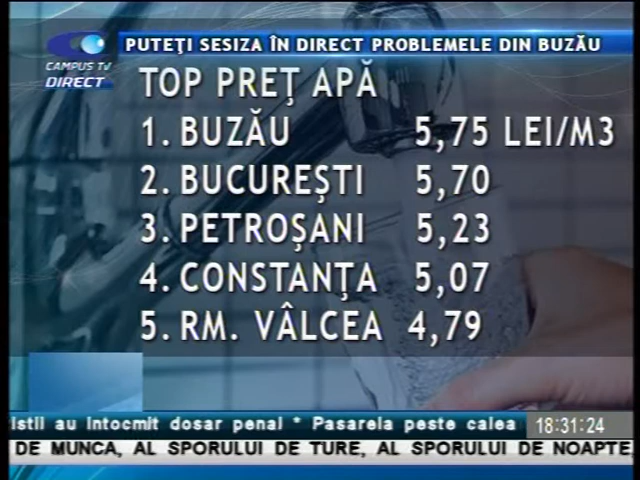 PUTEŢI SESIZA ÎN DIRECT PROBLEMELE DIN BUZĂU
CAMPUS TV
DIRECT
TOP PREŢ APĂ
1. BUZĂU 5,75 LEI/M3
2. BUCUREŞTI 5,70
3. PETROŞANI 5,23
4. CONSTANŢA 5,07
5. RM. VÂLCEA 4,79
istii au intocmit dosar penal * Pasarela peste calea 18:31:24
DE MUNCA, AL SPORULUI DE TURE, AL SPORULUI DE NOAPTE,